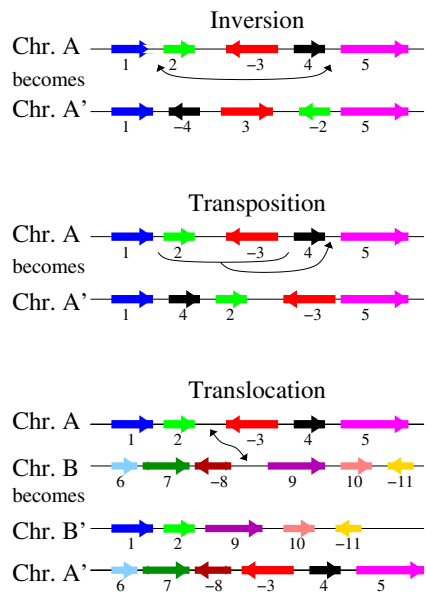 Inversion
Chr. A
1 2 −3 4 5
becomes
Chr. A’
1 −4 3 −2 5
Transposition
Chr. A
1 2 −3 4 5
becomes
Chr. A’
1 4 2 −3 5
Translocation
Chr. A
1 2 −3 4 5
Chr. B
6 7 −8 9 10 −11
becomes
Chr. B’
1 2 9 10 −11
Chr. A’
6 7 −8 −3 4 5